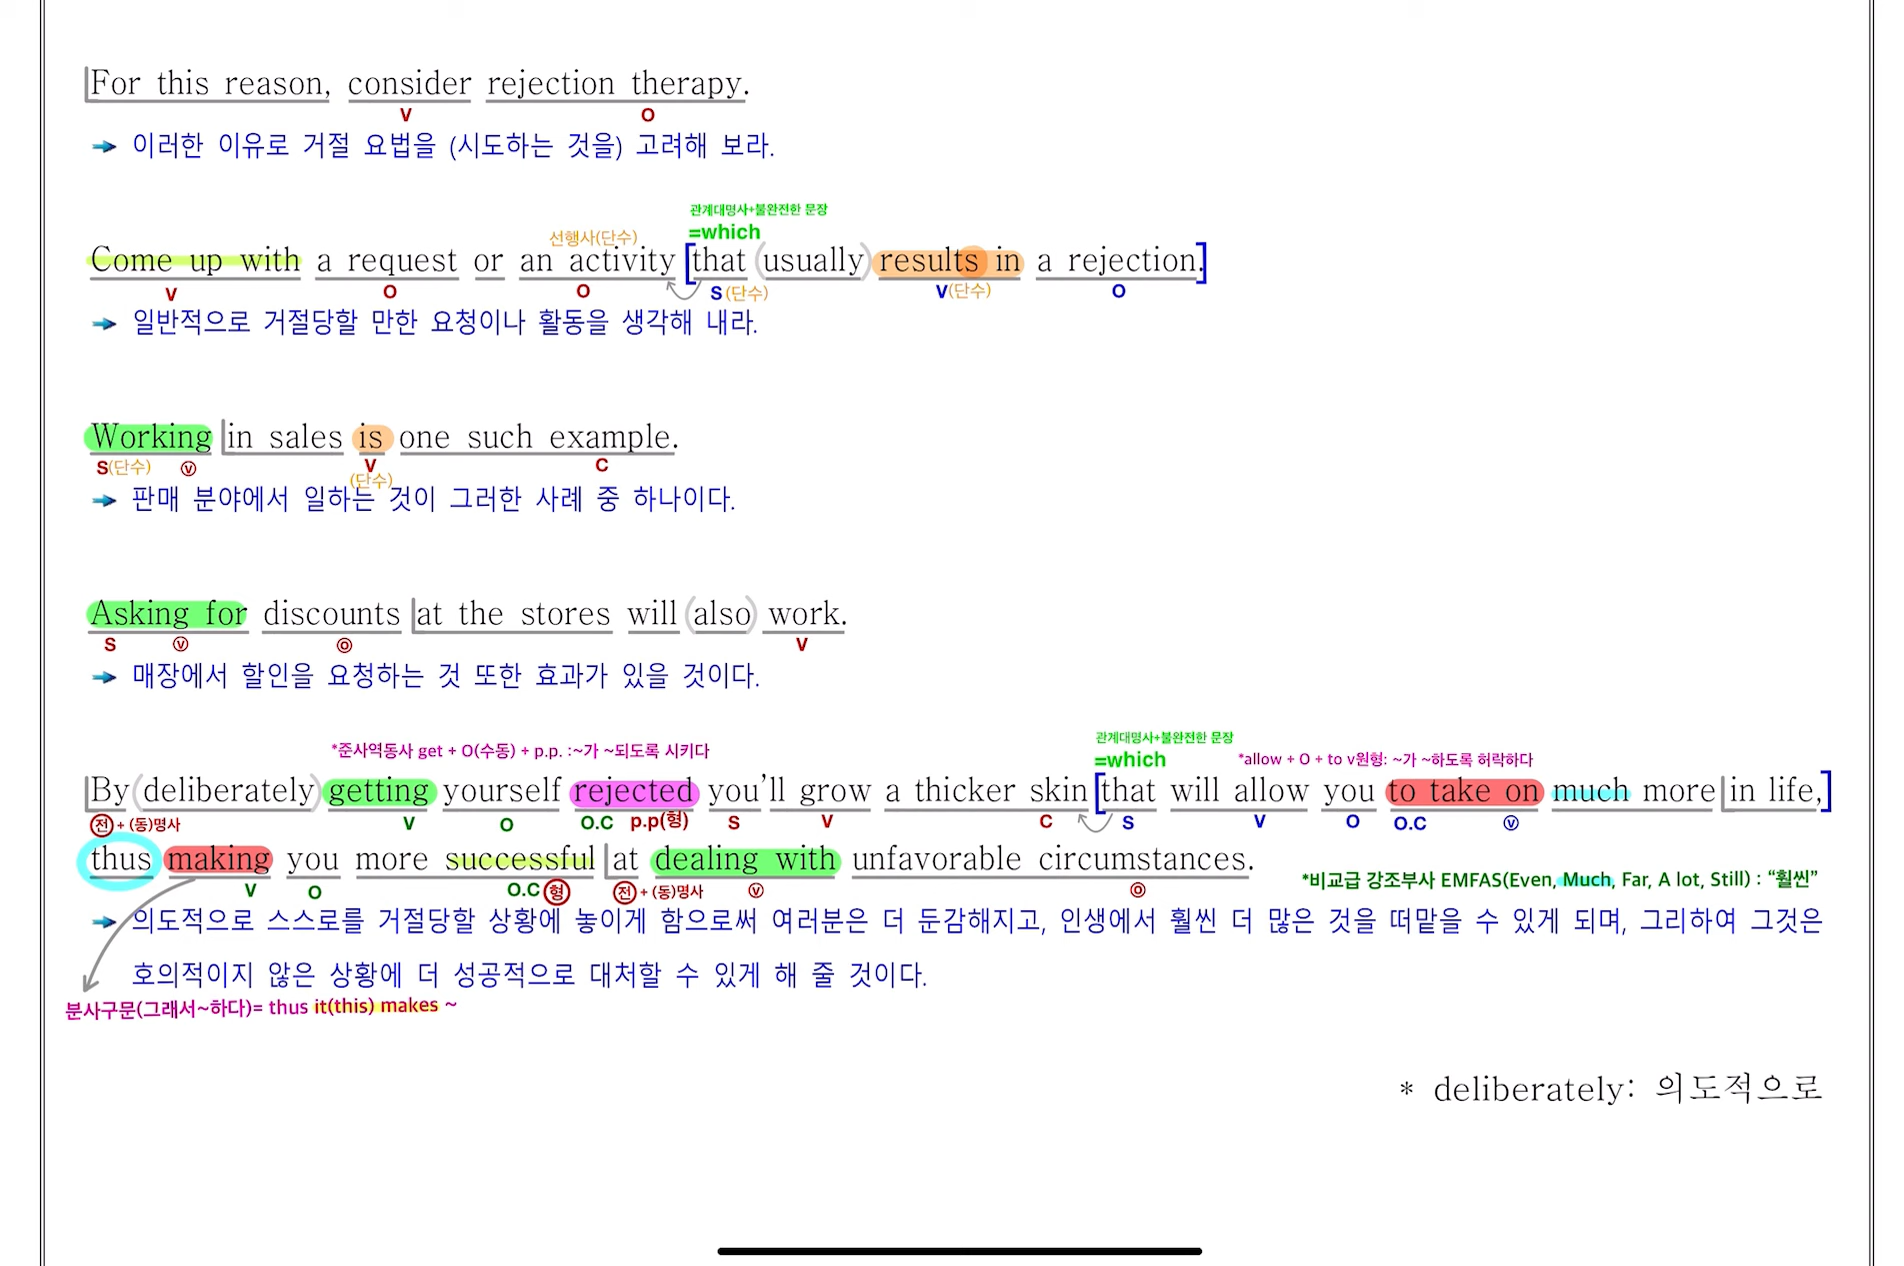 For this reason, consider rejection therapy.
V O
이러한 이유로 거절 요법을 (시도하는 것을) 고려해 보라.
관계대명사+불완전한 문장
선행사(단수) =which
Come up with a request or an activity [that (usually) results in a rejection.]
V O O S(단수) V(단수) O
일반적으로 거절당할 만한 요청이나 활동을 생각해 내라.
Working in sales is one such example.
S(단수) ⓥ V C
(단수)
판매 분야에서 일하는 것이 그러한 사례 중 하나이다.
Asking for discounts at the stores will (also) work.
S ⓥ ⓞ V
매장에서 할인을 요청하는 것 또한 효과가 있을 것이다.
관계대명사+불완전한 문장
*준사역동사 get + O(수동) + p.p. :~가 ~되도록 시키다 =which *allow + O + to v원형: ~가 ~하도록 허락하다
By (deliberately) getting yourself rejected you'll grow a thicker skin [that will allow you to take on much more in life,]
전 + (동)명사 V O O.C p.p(형) S V C S V O O.C ⓥ
thus making you more successful at dealing with unfavorable circumstances.
V O O.C 형 전 + (동)명사 ⓥ ⓞ *비교급 강조부사 EMFAS(Even, Much, Far, A lot, Still) : “훨씬”
의도적으로 스스로를 거절당할 상황에 놓이게 함으로써 여러분은 더 둔감해지고, 인생에서 훨씬 더 많은 것을 떠맡을 수 있게 되며, 그리하여 그것은
호의적이지 않은 상황에 더 성공적으로 대처할 수 있게 해 줄 것이다.
분사구문(그래서~하다)= thus it(this) makes ~
* deliberately: 의도적으로